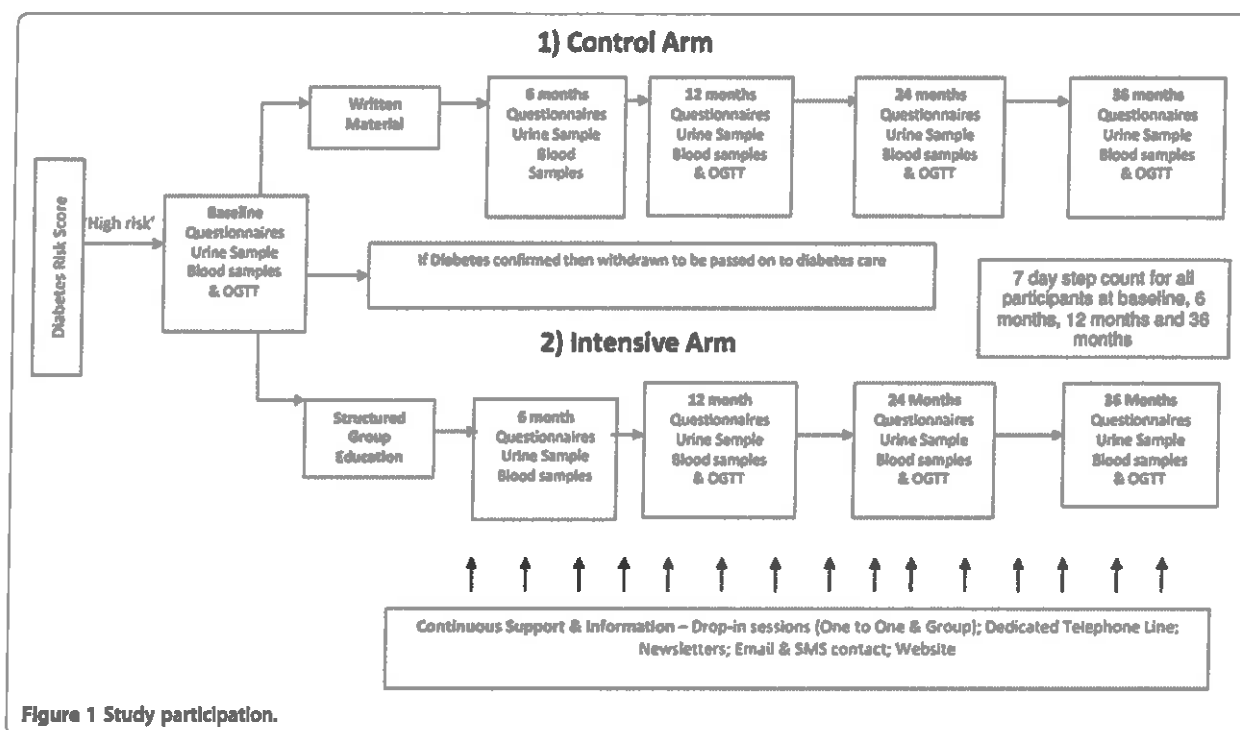 1) Control Arm
Written
Material
6 months
Questionnaires
Urine Sample
Blood
Samples
12 months
Questionnaires
Urine Sample
Blood samples
& OGTT
24 months
Questionnaires
Urine Sample
Blood samples
& OGTT
36 months
Questionnaires
Urine Sample
Blood samples
& OGTT
Diabetes Risk Score
'High risk'
Baseline
Questionnaires
Urine Sample
Blood samples
& OGTT
If Diabetes confirmed then withdrawn to be passed on to diabetes care
7 day step count for all
participants at baseline, 6
months, 12 months and 36
months
2) Intensive Arm
Structured
Group
Education
6 month
Questionnaires
Urine Sample
Blood samples
12 month
Questionnaires
Urine Sample
Blood samples
& OGTT
24 Months
Questionnaires
Urine Sample
Blood samples
& OGTT
36 Months
Questionnaires
Urine Sample
Blood samples
& OGTT
Continuous Support & Information – Drop-in sessions (One to One & Group); Dedicated Telephone Line;
Newsletters; Email & SMS contact; Website
Figure 1 Study participation.